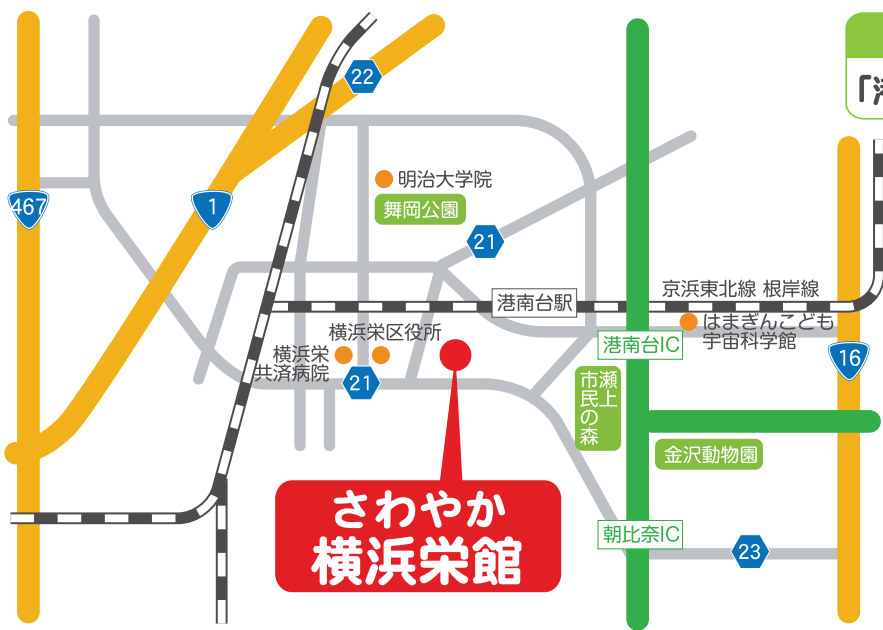 22
「港
467
1
明治大学院
舞岡公園
21
京浜東北線 根岸線
港南台駅
はまぎんこども
宇宙科学館
横浜栄区役所
横浜栄
共済病院
港南台IC
16
21
瀬上
市民の森
金沢動物園
さわやか
横浜栄館
朝比奈IC
23